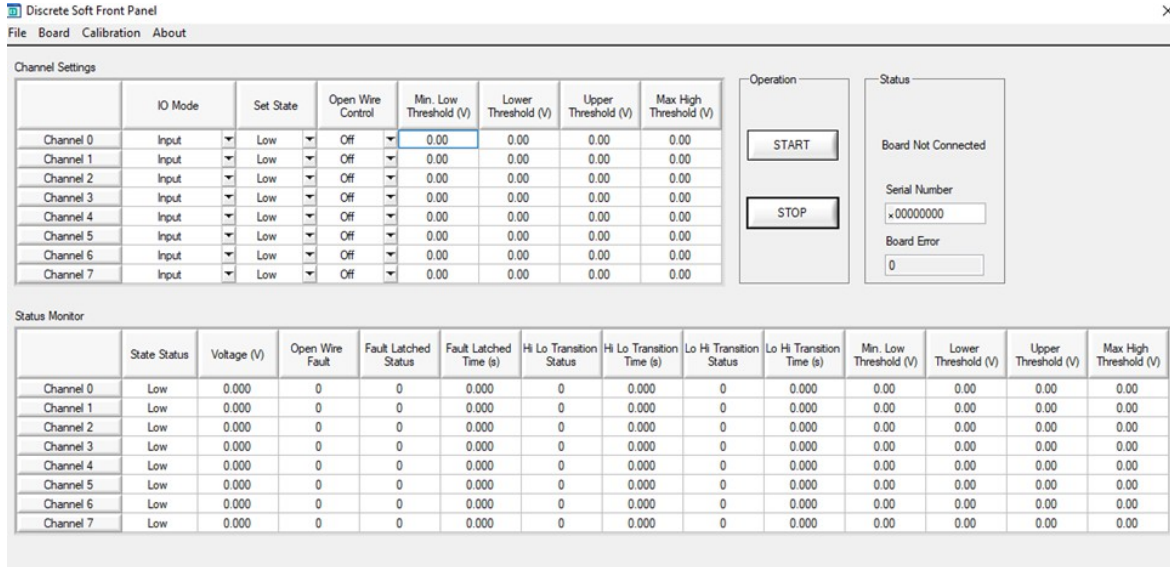 Discrete Soft Front Panel
File Board Calibration About
Channel Settings
IO Mode Set State Open Wire Control Min. Low Threshold (V) Lower Threshold (V) Upper Threshold (V) Max High Threshold (V)
Channel 0 Input Low Off 0.00 0.00 0.00 0.00
Channel 1 Input Low Off 0.00 0.00 0.00 0.00
Channel 2 Input Low Off 0.00 0.00 0.00 0.00
Channel 3 Input Low Off 0.00 0.00 0.00 0.00
Channel 4 Input Low Off 0.00 0.00 0.00 0.00
Channel 5 Input Low Off 0.00 0.00 0.00 0.00
Channel 6 Input Low Off 0.00 0.00 0.00 0.00
Channel 7 Input Low Off 0.00 0.00 0.00 0.00
Operation
START
STOP
Status
Board Not Connected
Serial Number
x00000000
Board Error
0
Status Monitor
State Status Voltage (V) Open Wire Fault Fault Latched Status Fault Latched Time (s) Hi Lo Transition Status Hi Lo Transition Time (s) Lo Hi Transition Status Lo Hi Transition Time (s) Min. Low Threshold (V) Lower Threshold (V) Upper Threshold (V) Max High Threshold (V)
Channel 0 Low 0.000 0 0 0.000 0 0.000 0 0.000 0.00 0.00 0.00 0.00
Channel 1 Low 0.000 0 0 0.000 0 0.000 0 0.000 0.00 0.00 0.00 0.00
Channel 2 Low 0.000 0 0 0.000 0 0.000 0 0.000 0.00 0.00 0.00 0.00
Channel 3 Low 0.000 0 0 0.000 0 0.000 0 0.000 0.00 0.00 0.00 0.00
Channel 4 Low 0.000 0 0 0.000 0 0.000 0 0.000 0.00 0.00 0.00 0.00
Channel 5 Low 0.000 0 0 0.000 0 0.000 0 0.000 0.00 0.00 0.00 0.00
Channel 6 Low 0.000 0 0 0.000 0 0.000 0 0.000 0.00 0.00 0.00 0.00
Channel 7 Low 0.000 0 0 0.000 0 0.000 0 0.000 0.00 0.00 0.00 0.00